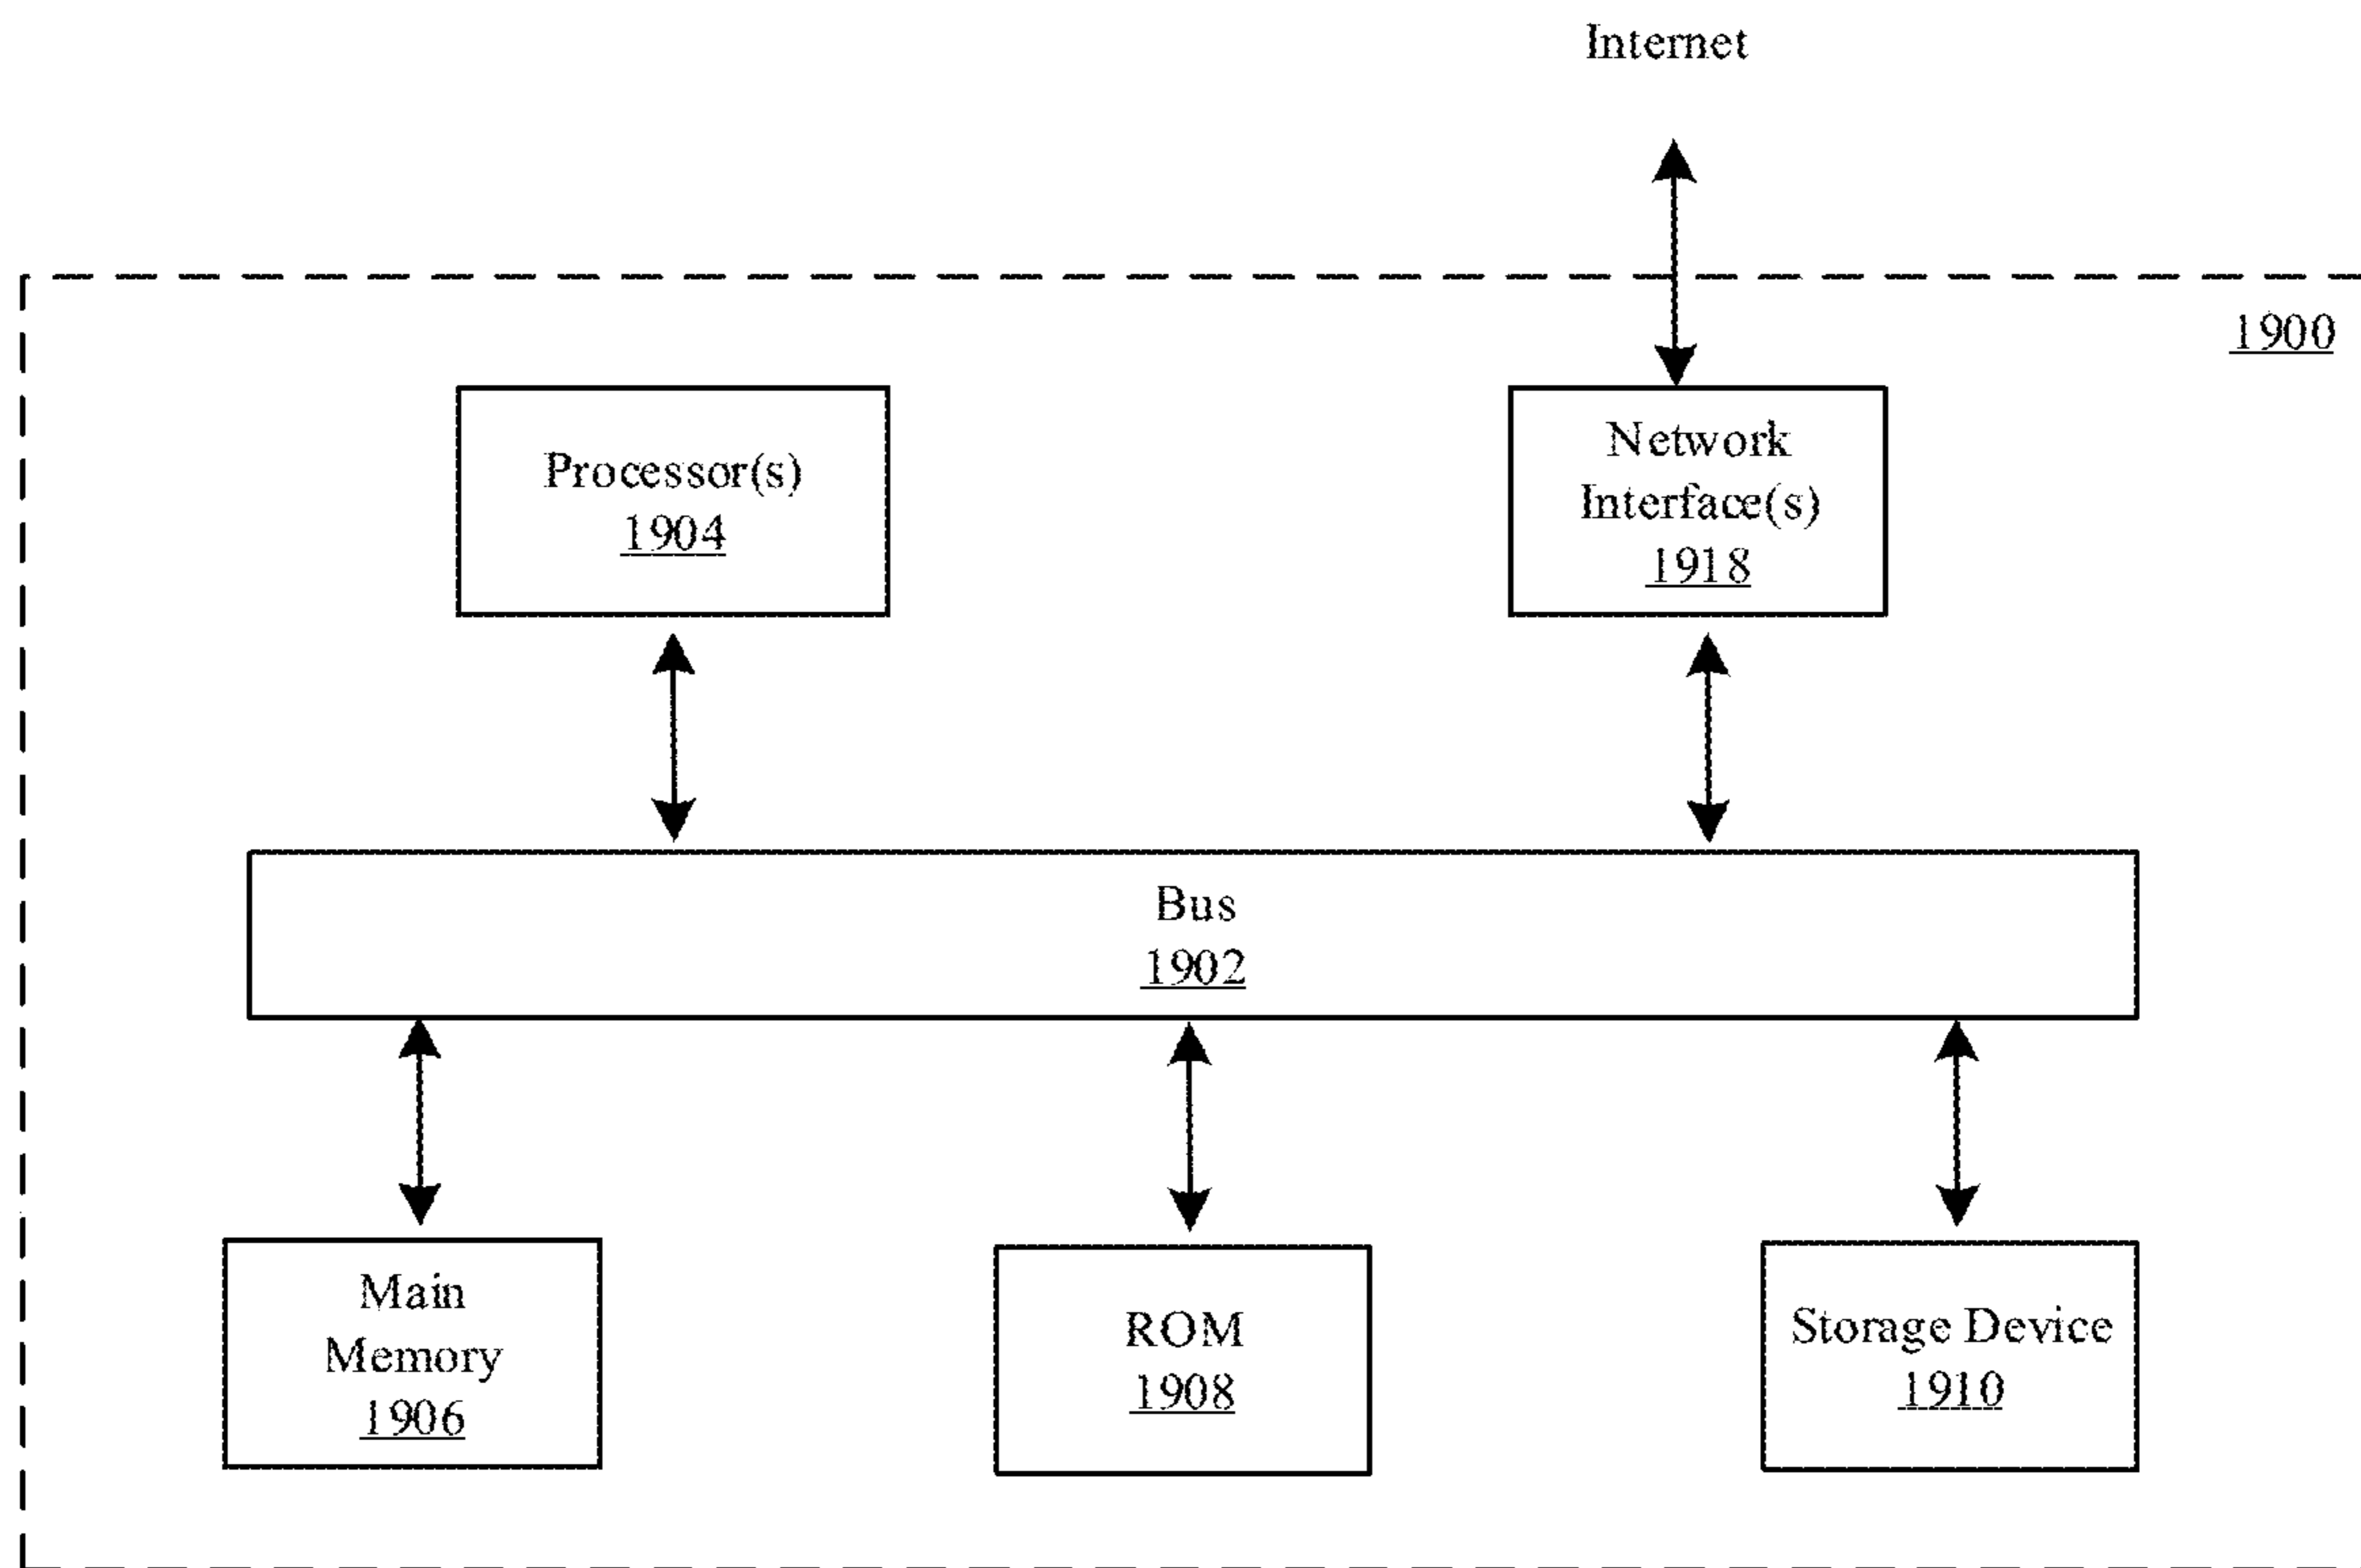 Internet
1900
Processor(s)
1904
Network
Interface(s)
1918
Bus
1902
Main
Memory
1906
ROM
1908
Storage Device
1910